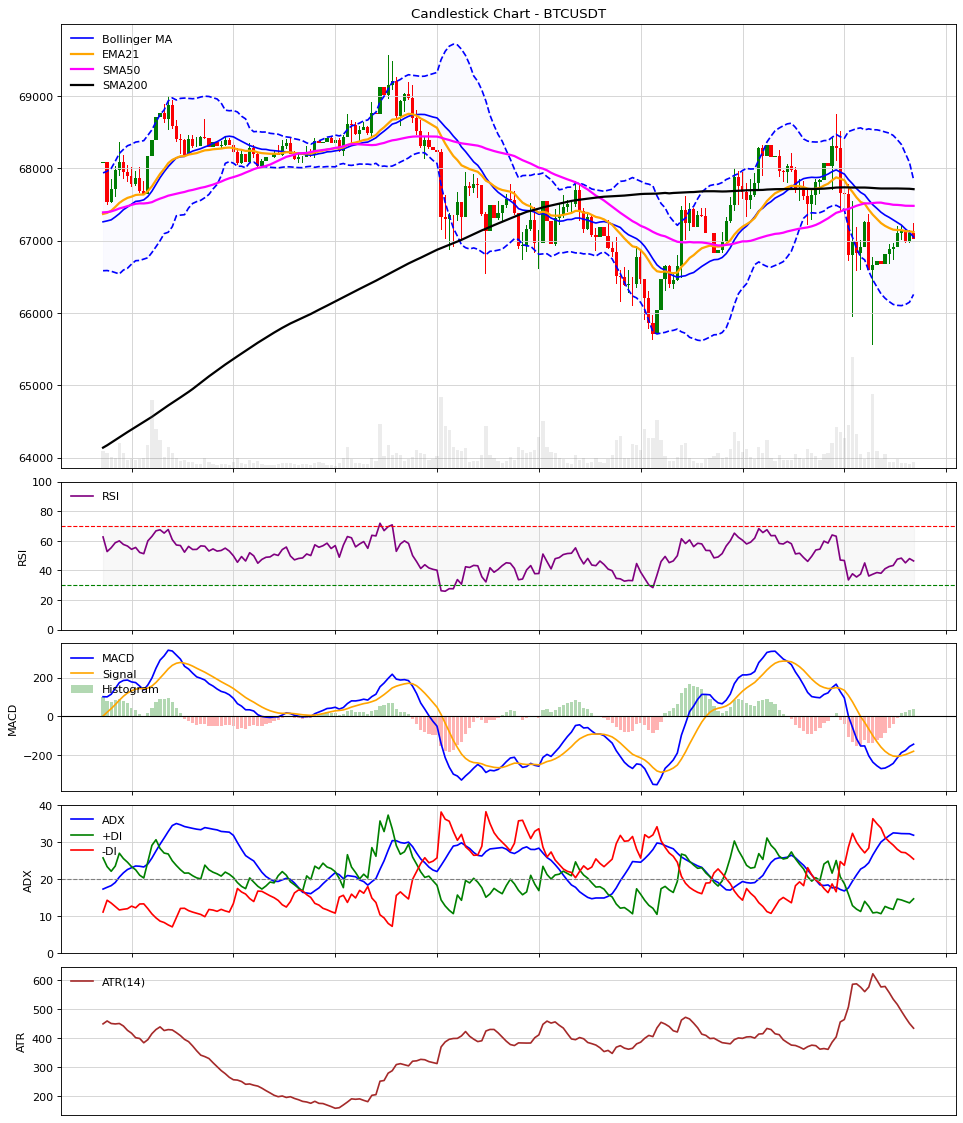 Candlestick Chart - BTCUSDT
Bollinger MA
EMA21
SMA50
SMA200
69000
68000
67000
66000
65000
64000
RSI
RSI
100
80
60
40
20
0
MACD
Signal
Histogram
MACD
200
0
−200
ADX
+DI
-DI
ADX
40
30
20
10
0
ATR(14)
ATR
600
500
400
300
200